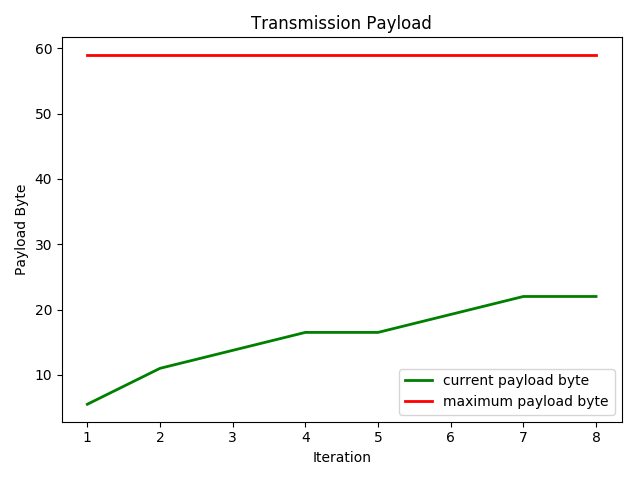 Transmission Payload
60
50
40
30
20
10
Payload Byte
current payload byte
maximum payload byte
1 2 3 4 5 6 7 8
Iteration